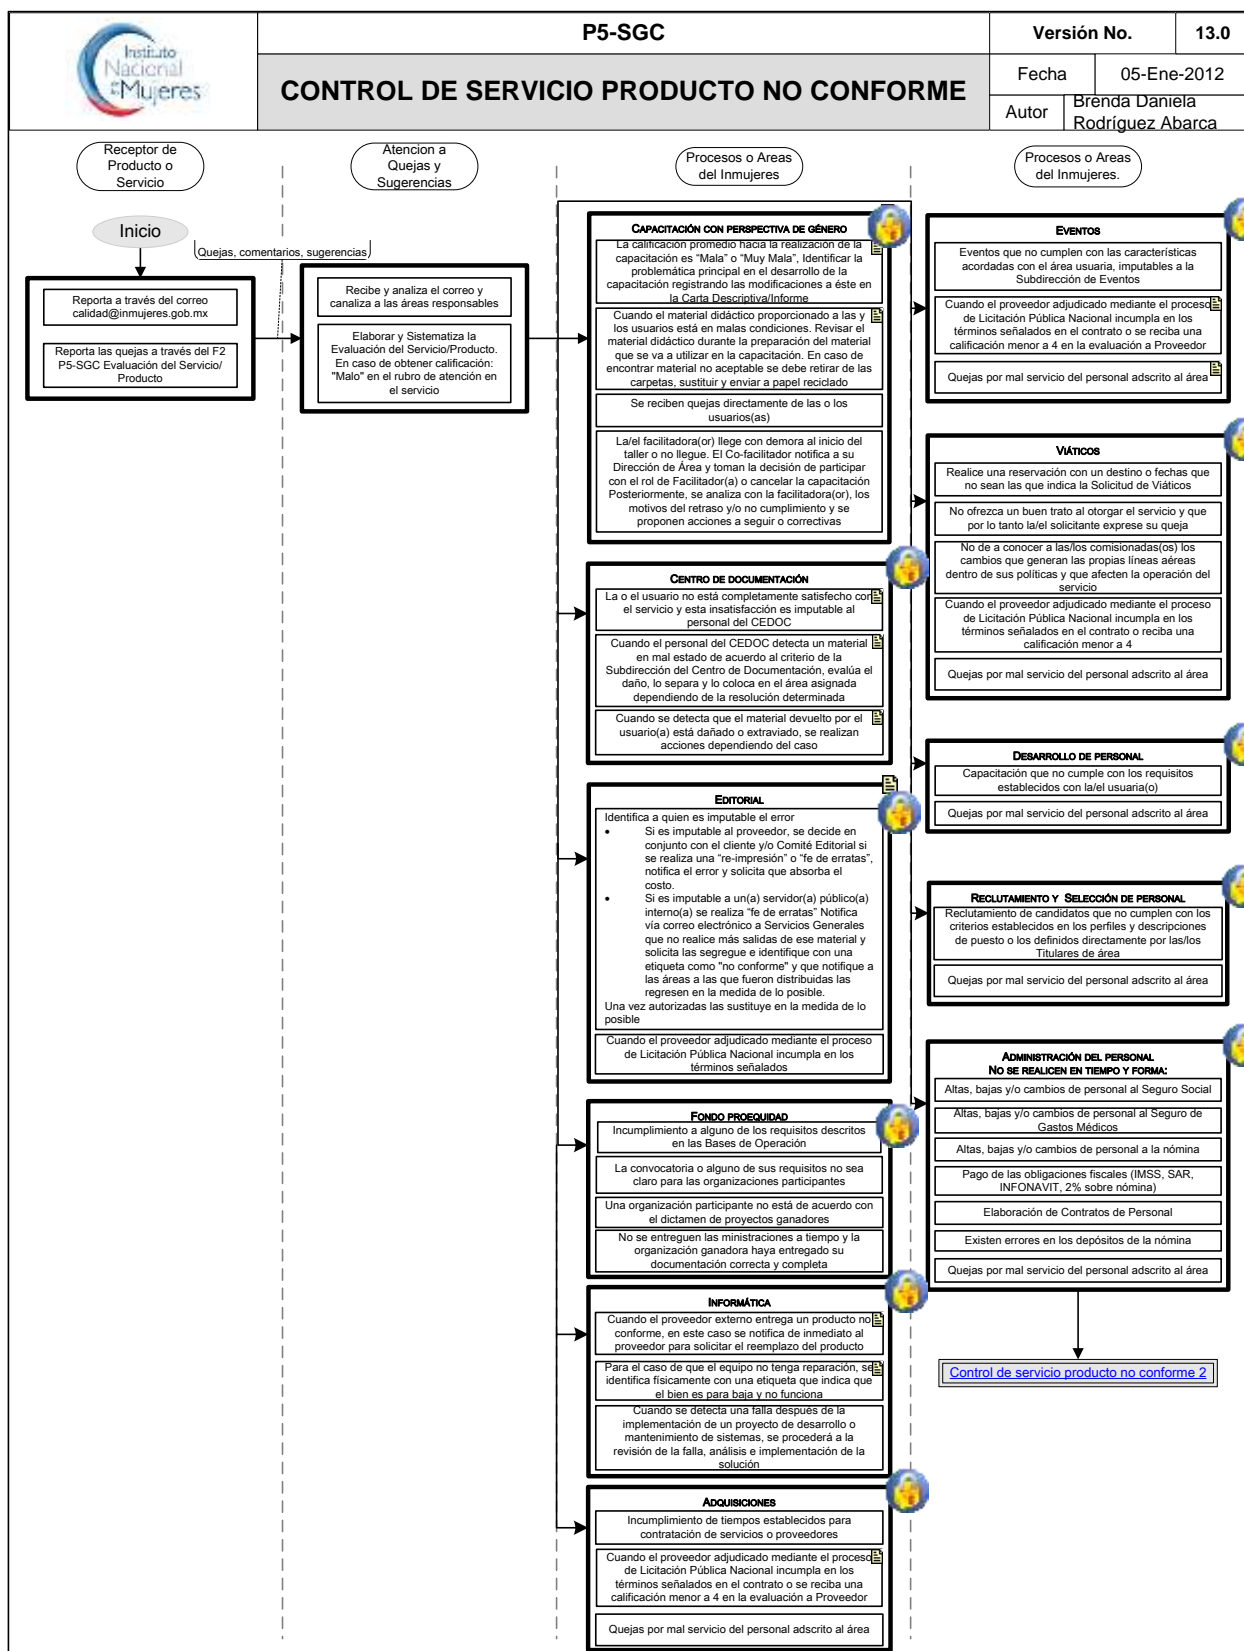 Instituto
Nacional
de las
Mujeres
P5-SGC
Versión No.
13.0
CONTROL DE SERVICIO PRODUCTO NO CONFORME
Fecha
05-Ene-2012
Autor
Brenda Daniela
Rodríguez Abarca
Receptor de
Producto o
Servicio
Atencion a
Quejas y
Sugerencias
Procesos o Areas
del Inmujeres
Procesos o Areas
del Inmujeres.
Inicio
Quejas, comentarios, sugerencias
Reporta a través del correo
calidad@inmujeres.gob.mx
Reporta las quejas a través del F2
P5-SGC Evaluación del Servicio/
Producto
Recibe y analiza el correo y
canaliza a las áreas responsables
Elaborar y Sistematiza la
Evaluación del Servicio/Producto.
En caso de obtener calificación:
"Malo" en el rubro de atención en
el servicio
CAPACITACIÓN CON PERSPECTIVA DE GÉNERO
La calificación promedio hacia la realización de la
capacitación es “Mala” o “Muy Mala”, Identificar la
problemática principal en el desarrollo de la
capacitación registrando las modificaciones a éste en
la Carta Descriptiva/Informe
Cuando el material didáctico proporcionado a las y
los usuarios está en malas condiciones. Revisar el
material didáctico durante la preparación del material
que se va a utilizar en la capacitación. En caso de
encontrar material no aceptable se debe retirar de las
carpetas, sustituir y enviar a papel reciclado
Se reciben quejas directamente de las o los
usuarios(as)
La/el facilitadora(or) llege con demora al inicio del
taller o no llegue. El Co-facilitador notifica a su
Dirección de Área y toman la decisión de participar
con el rol de Facilitador(a) o cancelar la capacitación
Posteriormente, se analiza con la facilitadora(or), los
motivos del retraso y/o no cumplimiento y se
proponen acciones a seguir o correctivas
CENTRO DE DOCUMENTACIÓN
La o el usuario no está completamente satisfecho con
el servicio y esta insatisfacción es imputable al
personal del CEDOC
Cuando el personal del CEDOC detecta un material
en mal estado de acuerdo al criterio de la
Subdirección del Centro de Documentación, evalúa el
daño, lo separa y lo coloca en el área asignada
dependiendo de la resolución determinada
Cuando se detecta que el material devuelto por el
usuario(a) está dañado o extraviado, se realizan
acciones dependiendo del caso
EDITORIAL
Identifica a quien es imputable el error
• Si es imputable al proveedor, se decide en
conjunto con el cliente y/o Comité Editorial si
se realiza una “re-impresión” o “fe de erratas”,
notifica el error y solicita que absorba el
costo.
• Si es imputable a un(a) servidor(a) público(a)
interno(a) se realiza “fe de erratas” Notifica
vía correo electrónico a Servicios Generales
que no realice más salidas de ese material y
solicita las segregue e identifique con una
etiqueta como "no conforme" y que notifique a
las áreas a las que fueron distribuidas las
regresen en la medida de lo posible.
Una vez autorizadas las sustituye en la medida de lo
posible
Cuando el proveedor adjudicado mediante el proceso
de Licitación Pública Nacional incumpla en los
términos señalados
FONDO PROEQUIDAD
Incumplimiento a alguno de los requisitos descritos
en las Bases de Operación
La convocatoria o alguno de sus requisitos no sea
claro para las organizaciones participantes
Una organización participante no está de acuerdo con
el dictamen de proyectos ganadores
No se entreguen las ministraciones a tiempo y la
organización ganadora haya entregado su
documentación correcta y completa
INFORMÁTICA
Cuando el proveedor externo entrega un producto no
conforme, en este caso se notifica de inmediato al
proveedor para solicitar el reemplazo del producto
Para el caso de que el equipo no tenga reparación, se
identifica físicamente con una etiqueta que indica que
el bien es para baja y no funciona
Cuando se detecta una falla después de la
implementación de un proyecto de desarrollo o
mantenimiento de sistemas, se procederá a la
revisión de la falla, análisis e implementación de la
solución
ADQUISICIONES
Incumplimiento de tiempos establecidos para
contratación de servicios o proveedores
Cuando el proveedor adjudicado mediante el proceso
de Licitación Pública Nacional incumpla en los
términos señalados en el contrato o se reciba una
calificación menor a 4 en la evaluación a Proveedor
Quejas por mal servicio del personal adscrito al área
EVENTOS
Eventos que no cumplen con las características
acordadas con el área usuaria, imputables a la
Subdirección de Eventos
Cuando el proveedor adjudicado mediante el proceso
de Licitación Pública Nacional incumpla en los
términos señalados en el contrato o se reciba una
calificación menor a 4 en la evaluación a Proveedor
Quejas por mal servicio del personal adscrito al área
VIÁTICOS
Realice una reservación con un destino o fechas que
no sean las que indica la Solicitud de Viáticos
No ofrezca un buen trato al otorgar el servicio y que
por lo tanto la/el solicitante exprese su queja
No de a conocer a las/los comisionadas(os) los
cambios que generan las propias líneas aéreas
dentro de sus políticas y que afecten la operación del
servicio
Cuando el proveedor adjudicado mediante el proceso
de Licitación Pública Nacional incumpla en los
términos señalados en el contrato o reciba una
calificación menor a 4
Quejas por mal servicio del personal adscrito al área
DESARROLLO DE PERSONAL
Capacitación que no cumple con los requisitos
establecidos con la/el usuaria(o)
Quejas por mal servicio del personal adscrito al área
RECLUTAMIENTO Y SELECCIÓN DE PERSONAL
Reclutamiento de candidatos que no cumplen con los
criterios establecidos en los perfiles y descripciones
de puesto o los definidos directamente por las/los
Titulares de área
Quejas por mal servicio del personal adscrito al área
ADMINISTRACIÓN DEL PERSONAL
NO SE REALICEN EN TIEMPO Y FORMA:
Altas, bajas y/o cambios de personal al Seguro Social
Altas, bajas y/o cambios de personal al Seguro de
Gastos Médicos
Altas, bajas y/o cambios de personal a la nómina
Pago de las obligaciones fiscales (IMSS, SAR,
INFONAVIT, 2% sobre nómina)
Elaboración de Contratos de Personal
Existen errores en los depósitos de la nómina
Quejas por mal servicio del personal adscrito al área
Control de servicio producto no conforme 2